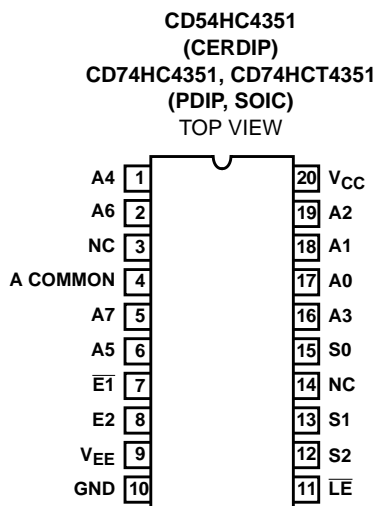 CD54HC4351
(CERDIP)
CD74HC4351, CD74HCT4351
(PDIP, SOIC)
TOP VIEW
A4 1 20 VCC
A6 2 19 A2
NC 3 18 A1
A COMMON 4 17 A0
A7 5 16 A3
A5 6 15 S0
E̅1̅ 7 14 NC
E2 8 13 S1
VEE 9 12 S2
GND 10 11 L̅E̅